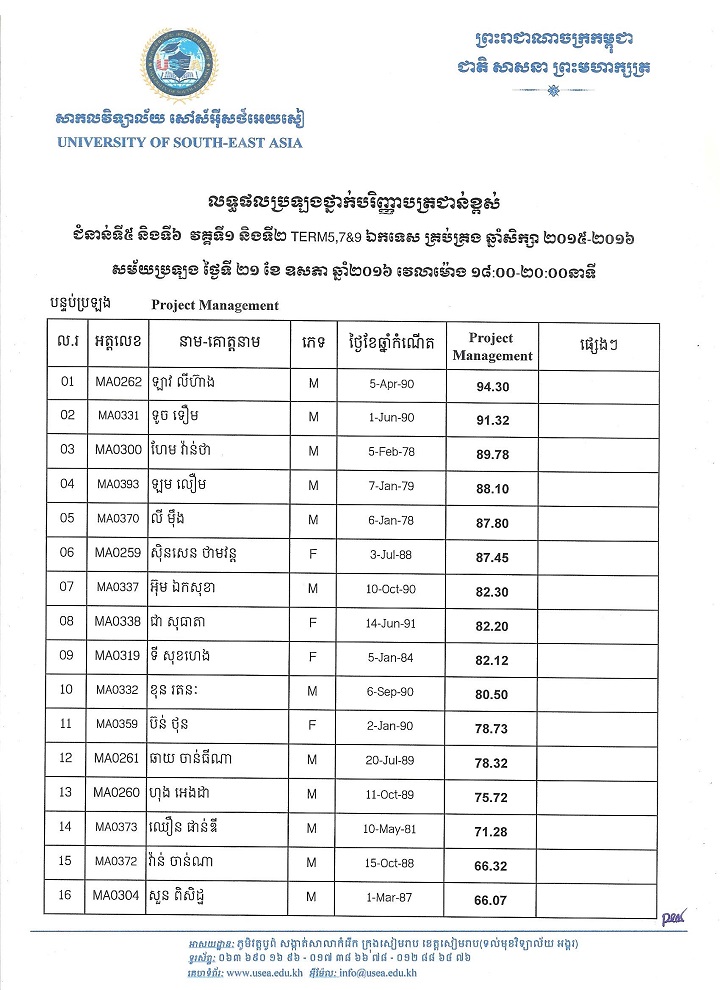 ព្រះរាជាណាចក្រកម្ពុជា
ជាតិ សាសនា ព្រះមហាក្សត្រ
សាកលវិទ្យាល័យ សៅស៍អ៊ីសថ៍អេយសៀ
UNIVERSITY OF SOUTH-EAST ASIA
លទ្ធផលប្រឡងថ្នាក់បរិញ្ញាបត្រជាន់ខ្ពស់
ជំនាន់ទី៥ និងទី៦ វគ្គទី១ និងទី២ TERM5,7&9 ឯកទេស គ្រប់គ្រង ឆ្នាំសិក្សា ២០១៥-២០១៦
សម័យប្រឡង ថ្ងៃទី ២១ ខែ ឧសភា ឆ្នាំ២០១៦ វេលាម៉ោង ១៨:០០-២០:០០នាទី
បន្ទប់ប្រឡង Project Management
ល.រ អត្តលេខ នាម-គោត្តនាម ភេទ ថ្ងៃខែឆ្នាំកំណើត Project Management ផ្សេងៗ
01 MA0262 ឡាវ លីហ៊ាង M 5-Apr-90 94.30
02 MA0331 ទូច ទឿម M 1-Jun-90 91.32
03 MA0300 ហែម វ៉ាន់ថា M 5-Feb-78 89.78
04 MA0393 ឡម លឿម M 7-Jan-79 88.10
05 MA0370 លី ម៉ឹង M 6-Jan-78 87.80
06 MA0259 ស៊ិនសេន ថាមវន្ត F 3-Jul-88 87.45
07 MA0337 អ៊ុម ឯកសុខា M 10-Oct-90 82.30
08 MA0338 ជា សុធាតា F 14-Jun-91 82.20
09 MA0319 ទី សុខហេង F 5-Jan-84 82.12
10 MA0332 ខុន រតនៈ M 6-Sep-90 80.50
11 MA0359 ប៊ន់ ថុន F 2-Jan-90 78.73
12 MA0261 ឆាយ ចាន់ធីណា M 20-Jul-89 78.32
13 MA0260 ហុង អេងដា M 11-Oct-89 75.72
14 MA0373 ឈឿន ផាន់ឌី M 10-May-81 71.28
15 MA0372 វ៉ាន់ ចាន់ណា M 15-Oct-88 66.32
16 MA0304 សួន ពិសិដ្ឋ M 1-Mar-87 66.07
អាសយដ្ឋាន: ភូមិវត្តបូព៌ សង្កាត់សាលាកំរើក ក្រុងសៀមរាប ខេត្តសៀមរាប(ទល់មុខវិទ្យាល័យ អង្គរ)
ទូរស័ព្ទ: ០៦៣ ៦៩០ ១៦ ៩៦ - ០១៧ ៣៨ ៦៦ ៧៨ - ០១២ ៨៨ ៦៨ ៧៦
គេហទំព័រ: www.usea.edu.kh អ៊ីម៉ែល: info@usea.edu.kh